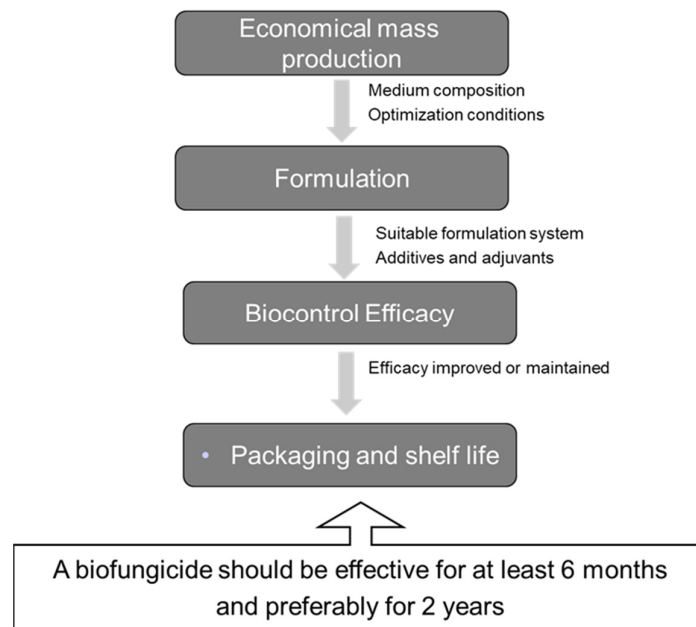 Economical mass
production
Medium composition
Optimization conditions
Formulation
Suitable formulation system
Additives and adjuvants
Biocontrol Efficacy
Efficacy improved or maintained
• Packaging and shelf life
A biofungicide should be effective for at least 6 months
and preferably for 2 years